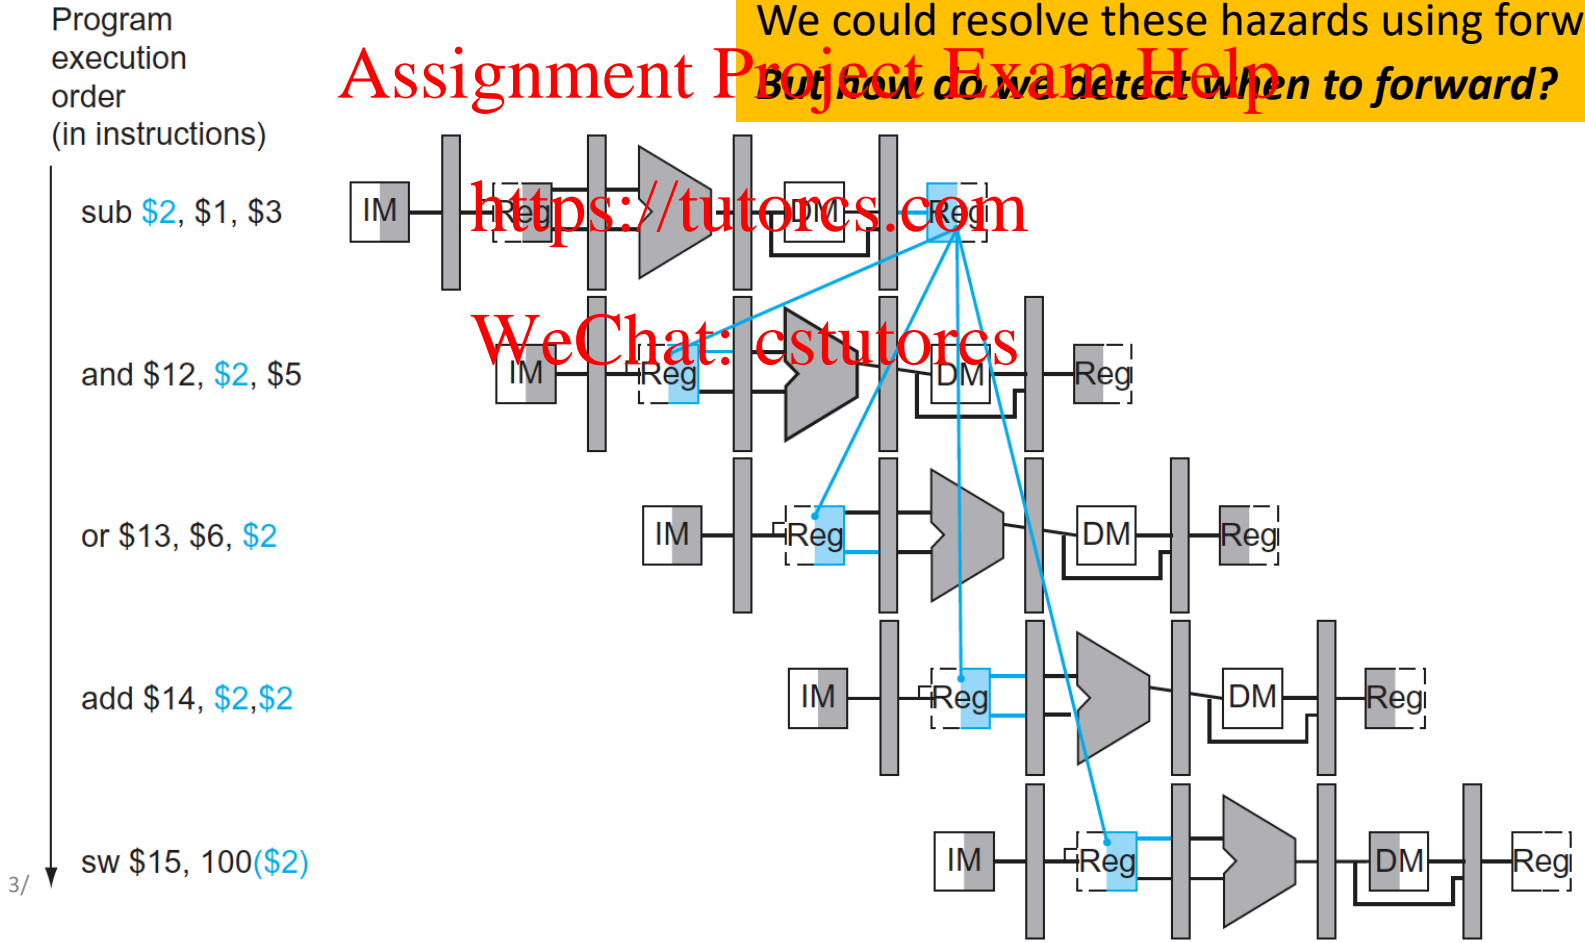 Program
execution
order
(in instructions)
We could resolve these hazards using forw
But how do we detect when to forward?
Assignment Project Exam Help
sub $2, $1, $3
IM
Reg
DM
Reg
https://tutorcs.com
WeChat: cstutorcs
and $12, $2, $5
IM
Reg
DM
Reg
or $13, $6, $2
IM
Reg
DM
Reg
add $14, $2,$2
IM
Reg
DM
Reg
sw $15, 100($2)
IM
Reg
DM
Reg
3/